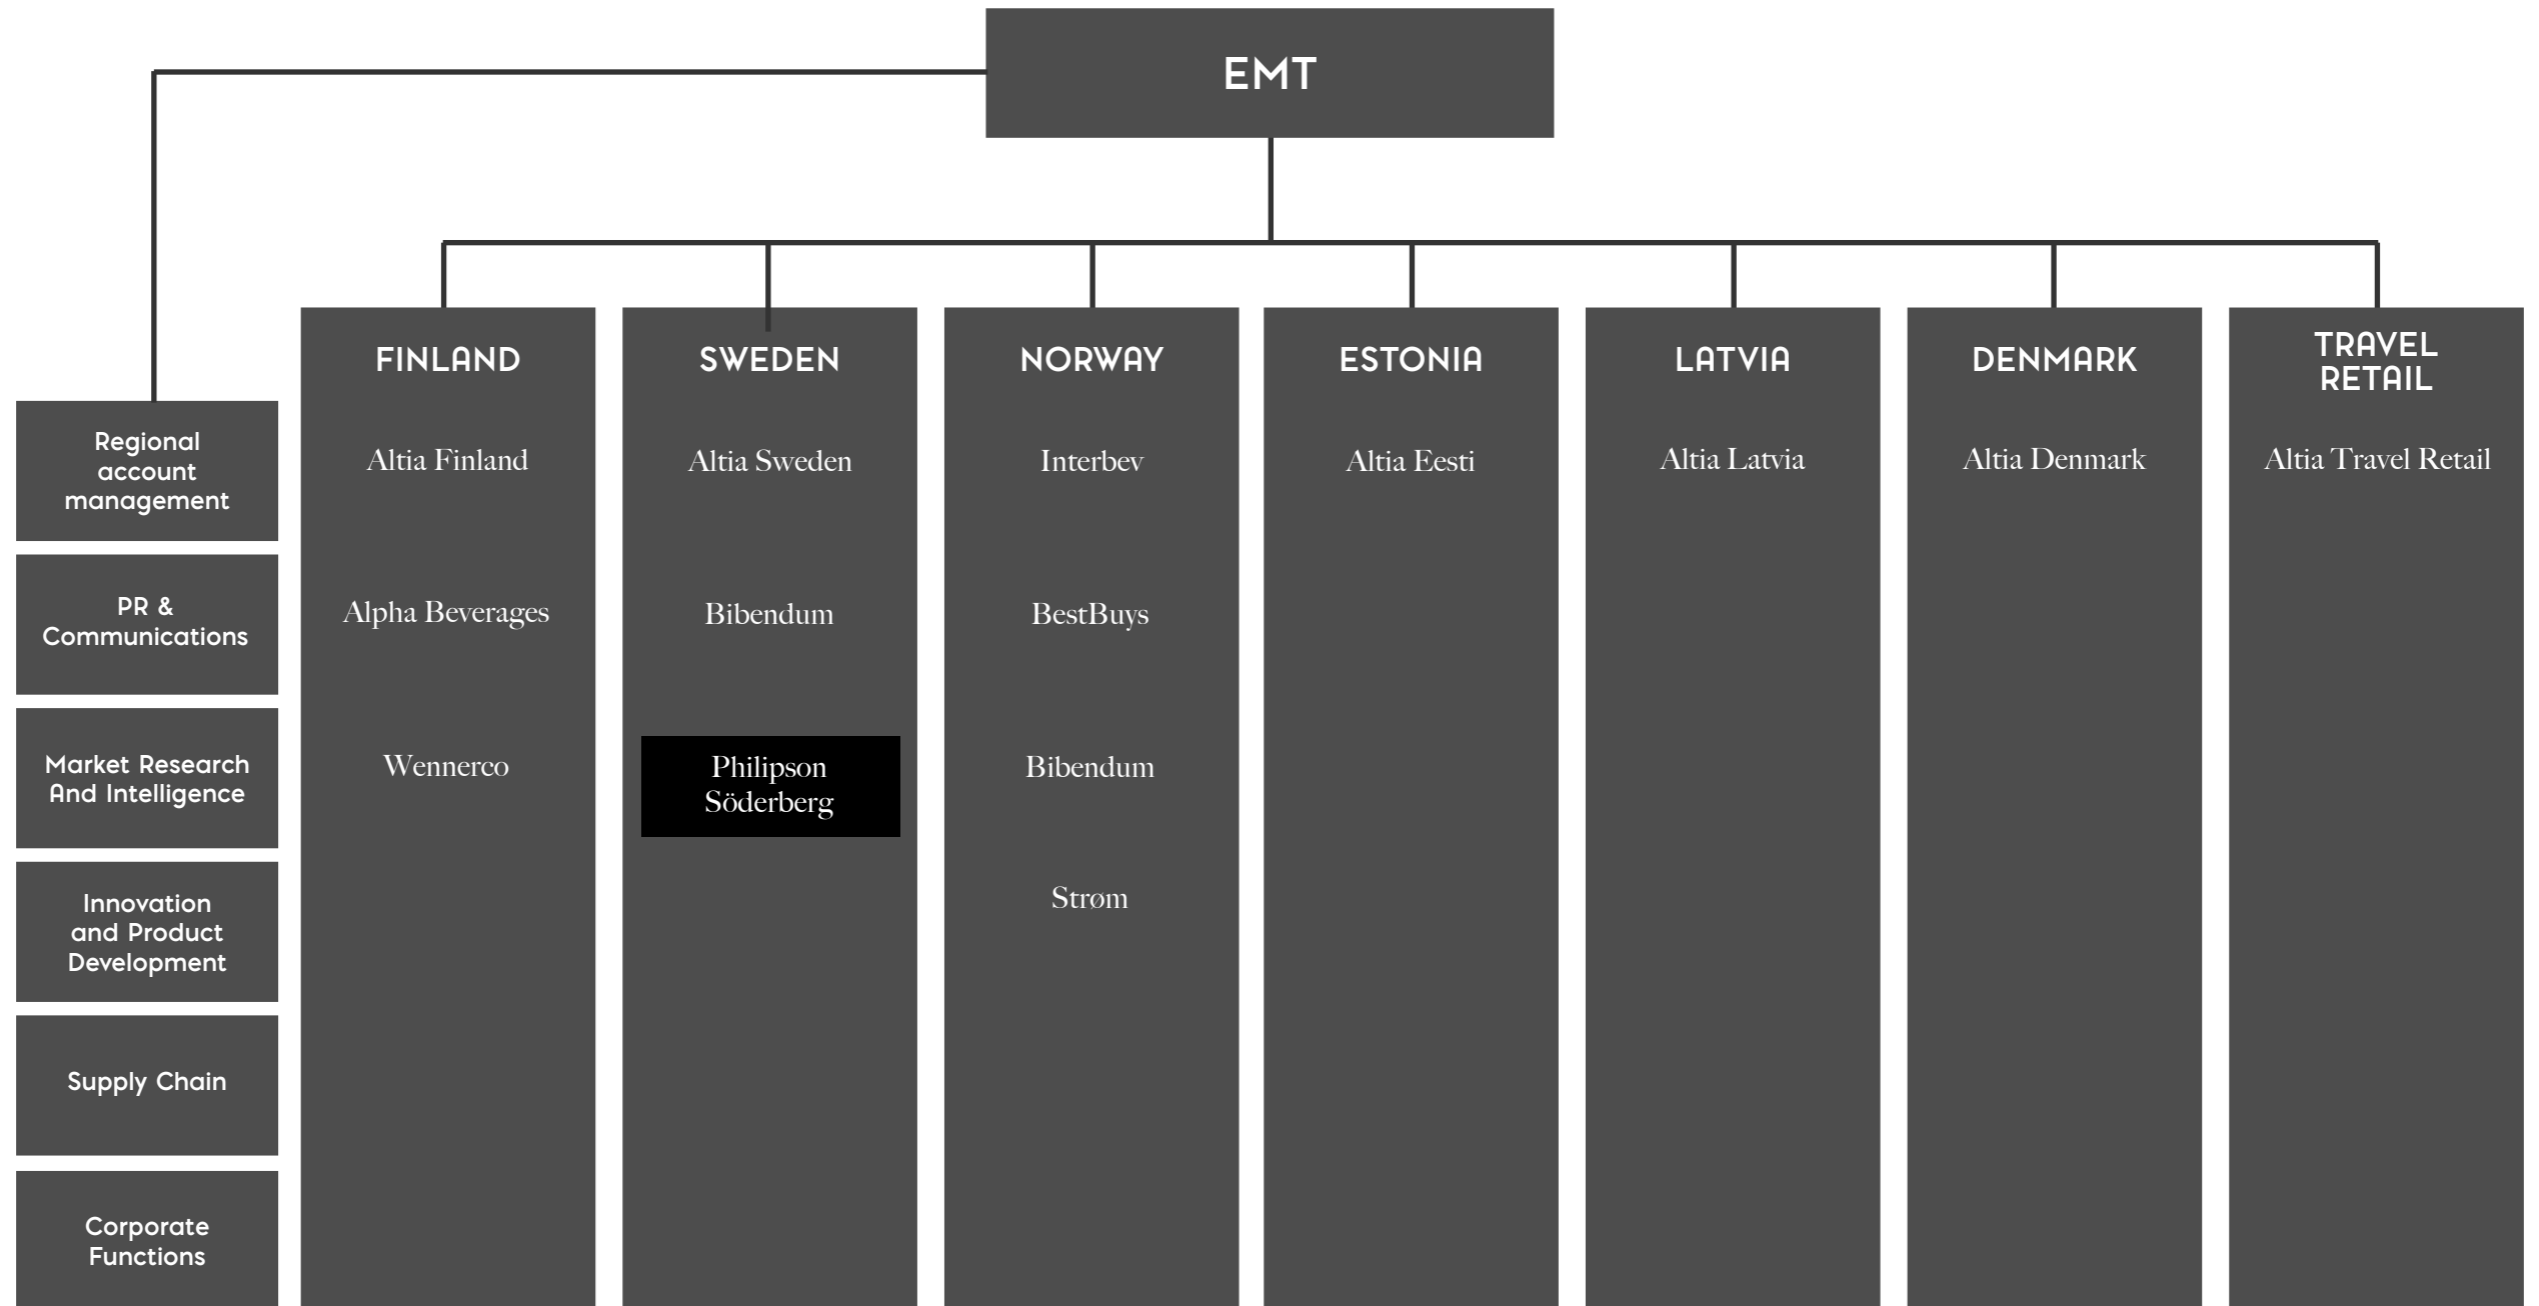 EMT
FINLAND
SWEDEN
NORWAY
ESTONIA
LATVIA
DENMARK
TRAVEL
RETAIL
Regional
account
management
Altia Finland
Altia Sweden
Interbev
Altia Eesti
Altia Latvia
Altia Denmark
Altia Travel Retail
PR &
Communications
Alpha Beverages
Bibendum
BestBuys
Market Research
And Intelligence
Wennerco
Philipson
Söderberg
Bibendum
Innovation
and Product
Development
Strøm
Supply Chain
Corporate
Functions